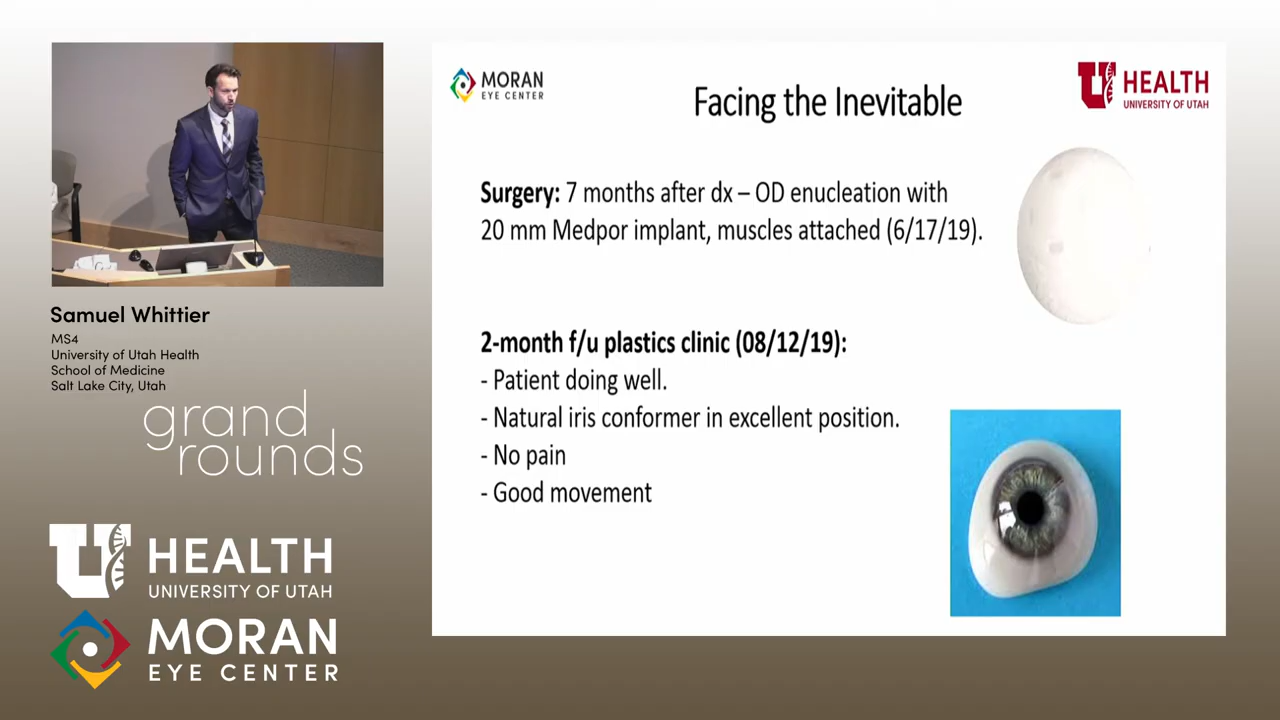 Samuel Whittier
MS4
University of Utah Health
School of Medicine
Salt Lake City, Utah
grand
rounds
U HEALTH
UNIVERSITY OF UTAH
MORAN
EYE CENTER
MORAN
EYE CENTER
Facing the Inevitable
U HEALTH
UNIVERSITY OF UTAH
Surgery: 7 months after dx – OD enucleation with
20 mm Medpor implant, muscles attached (6/17/19).
2-month f/u plastics clinic (08/12/19):
- Patient doing well.
- Natural iris conformer in excellent position.
- No pain
- Good movement